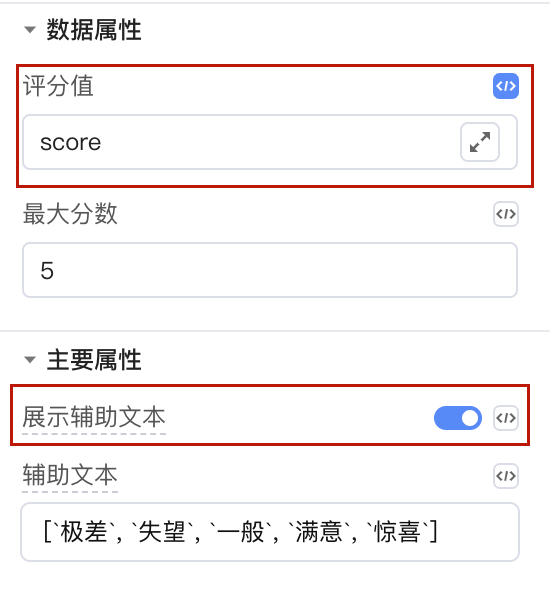 数据属性
评分值 </>
score
最大分数 </>
5
主要属性
展示辅助文本 </>
辅助文本 </>
[`极差`, `失望`, `一般`, `满意`, `惊喜`]